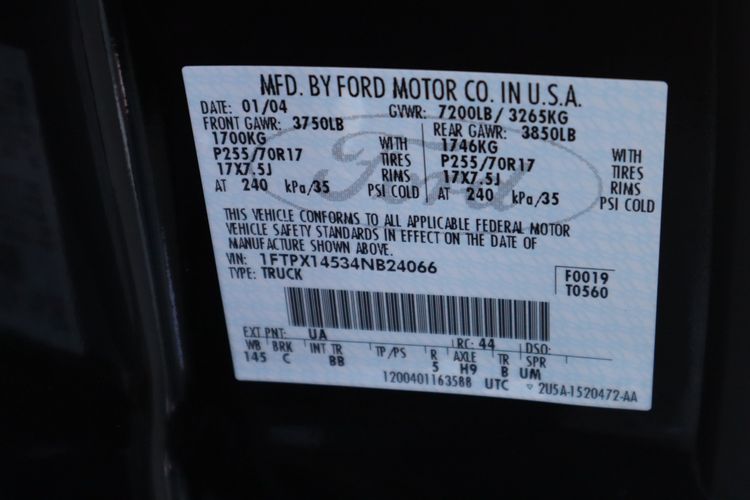 MFD. BY FORD MOTOR CO. IN U.S.A.
DATE: 01/04 GVWR: 7200LB/ 3265KG
FRONT GAWR: 3750LB REAR GAWR: 3850LB
1700KG WITH 1746KG WITH
P255/70R17 TIRES P255/70R17 TIRES
17X7.5J RIMS 17X7.5J RIMS
AT 240 kPa/35 PSI COLD AT 240 kPa/35 PSI COLD
Ford
THIS VEHICLE CONFORMS TO ALL APPLICABLE FEDERAL MOTOR
VEHICLE SAFETY STANDARDS IN EFFECT ON THE DATE OF
MANUFACTURE SHOWN ABOVE.
VIN: 1FTPX14534NB24066 F0019
TYPE: TRUCK T0560
EXT PNT: UA RC: 44 DSO:
WB BRK INT TR TP/PS R AXLE TR SPR
145 C BB 5 H9 B UM
1200401163588 UTC ▽ 2U5A-1520472-AA